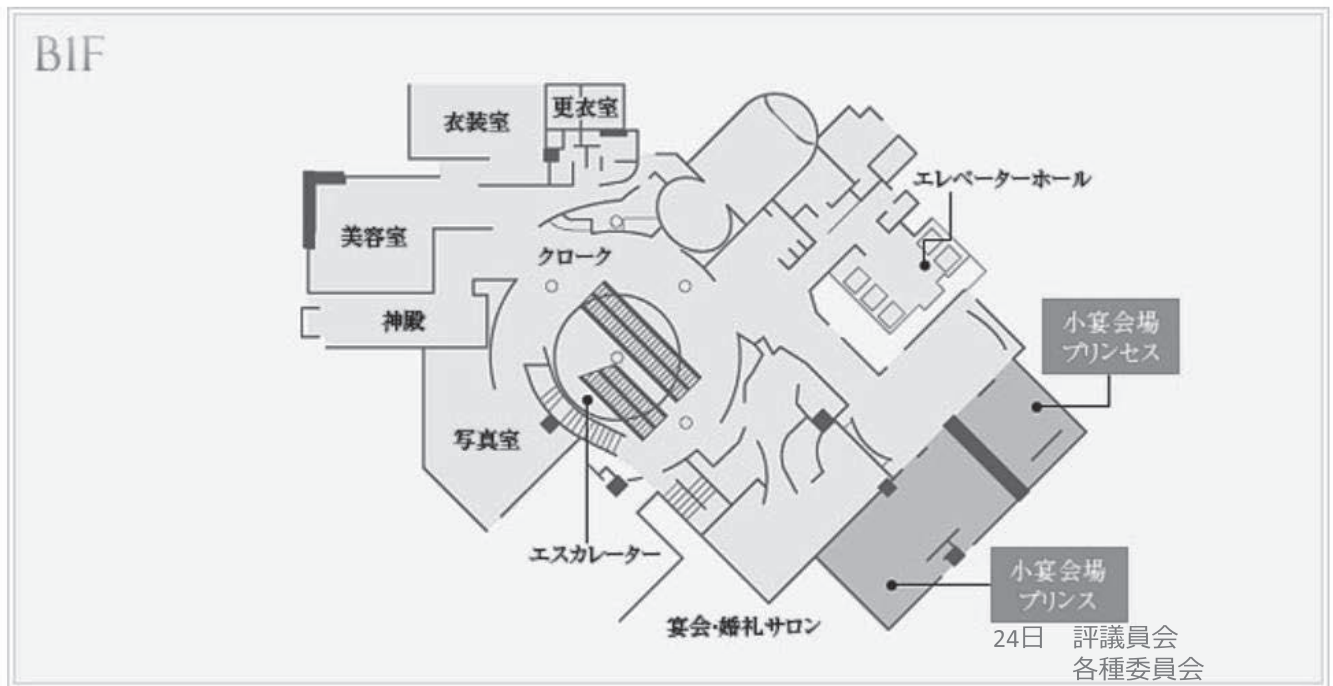 B1F
更衣室
衣装室
エレベーターホール
美容室
クローク
神殿
小宴会場
プリンセス
写真室
エスカレーター
小宴会場
プリンス
宴会・婚礼サロン
24日　評議員会
各種委員会